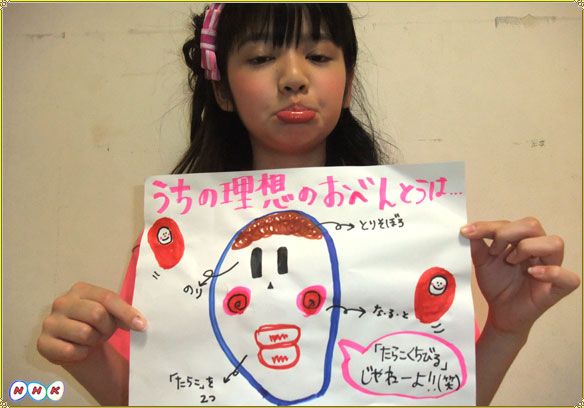 うちの理想のおべんとうは…
とりそぼろ
のり
なると
「たらこ」を
2つ
「たらこくちびる」
じゃねーよ!!(笑)
NHK